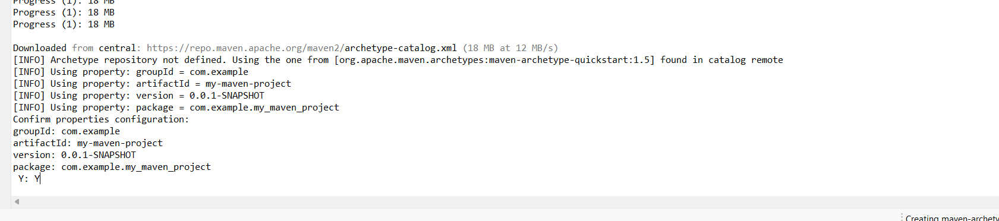 Progress (1): 18 MB
Progress (1): 18 MB
Progress (1): 18 MB
Downloaded from central: https://repo.maven.apache.org/maven2/archetype-catalog.xml (18 MB at 12 MB/s)
[INFO] Archetype repository not defined. Using the one from [org.apache.maven.archetypes:maven-archetype-quickstart:1.5] found in catalog remote
[INFO] Using property: groupId = com.example
[INFO] Using property: artifactId = my-maven-project
[INFO] Using property: version = 0.0.1-SNAPSHOT
[INFO] Using property: package = com.example.my_maven_project
Confirm properties configuration:
groupId: com.example
artifactId: my-maven-project
version: 0.0.1-SNAPSHOT
package: com.example.my_maven_project
 Y: Y
Creating maven-archety